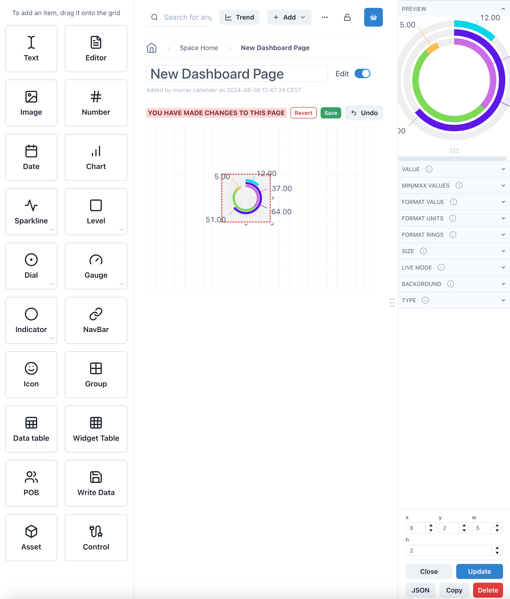 To add an item, drag it onto the grid
Text
Editor
Image
Number
Date
Chart
Sparkline
...
Level
...
Dial
...
Gauge
...
Indicator
...
NavBar
Icon
Group
Data table
Widget Table
POB
Write Data
Asset
Control
Search for any
Trend
Add
Space Home
New Dashboard Page
New Dashboard Page
Edit
Added by murray callander on 2024-08-08 12:47:34 CEST
YOU HAVE MADE CHANGES TO THIS PAGE
Revert
Save
Undo
5.00
12.00
37.00
64.00
51.00
PREVIEW
12.00
5.00
00
VALUE
MIN/MAX VALUES
FORMAT VALUE
FORMAT UNITS
FORMAT RINGS
SIZE
LIVE MODE
BACKGROUND
TYPE
x
y
w
8
2
5
h
2
Close
Update
JSON
Copy
Delete